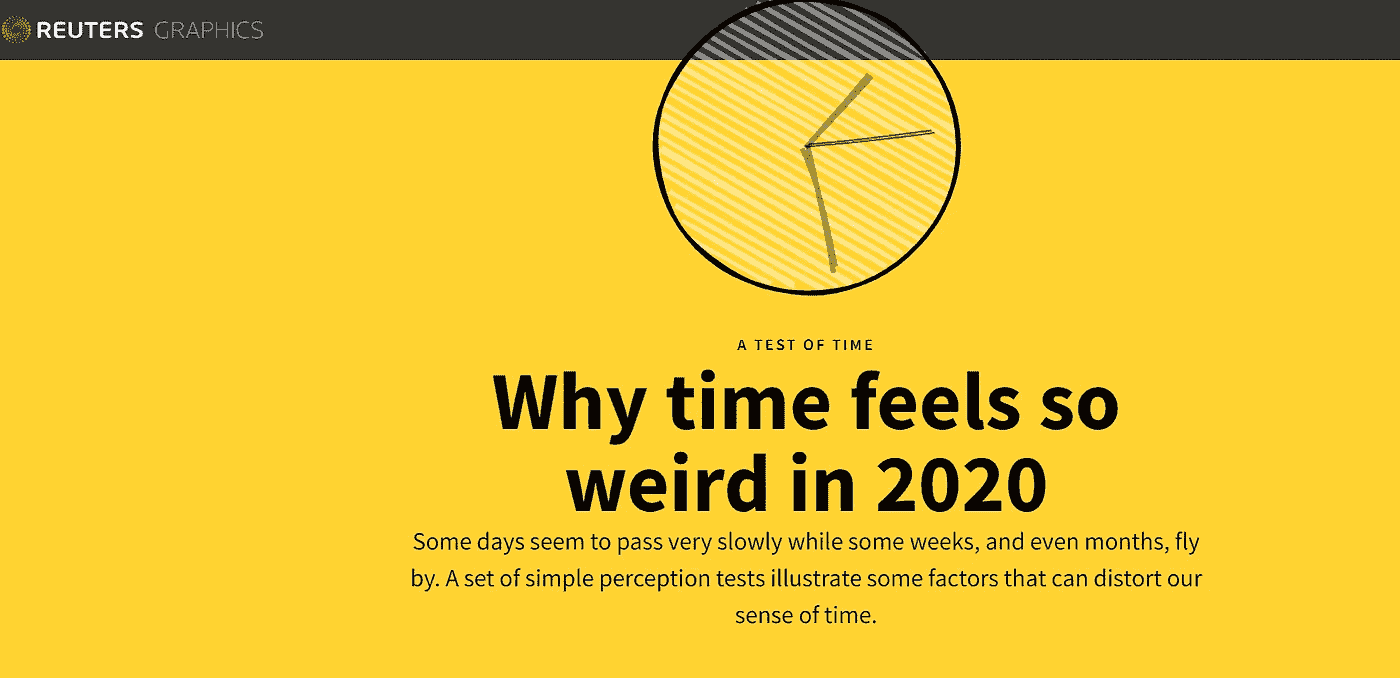 REUTERS GRAPHICS
A TEST OF TIME
Why time feels so
weird in 2020
Some days seem to pass very slowly while some weeks, and even months, fly
by. A set of simple perception tests illustrate some factors that can distort our
sense of time.